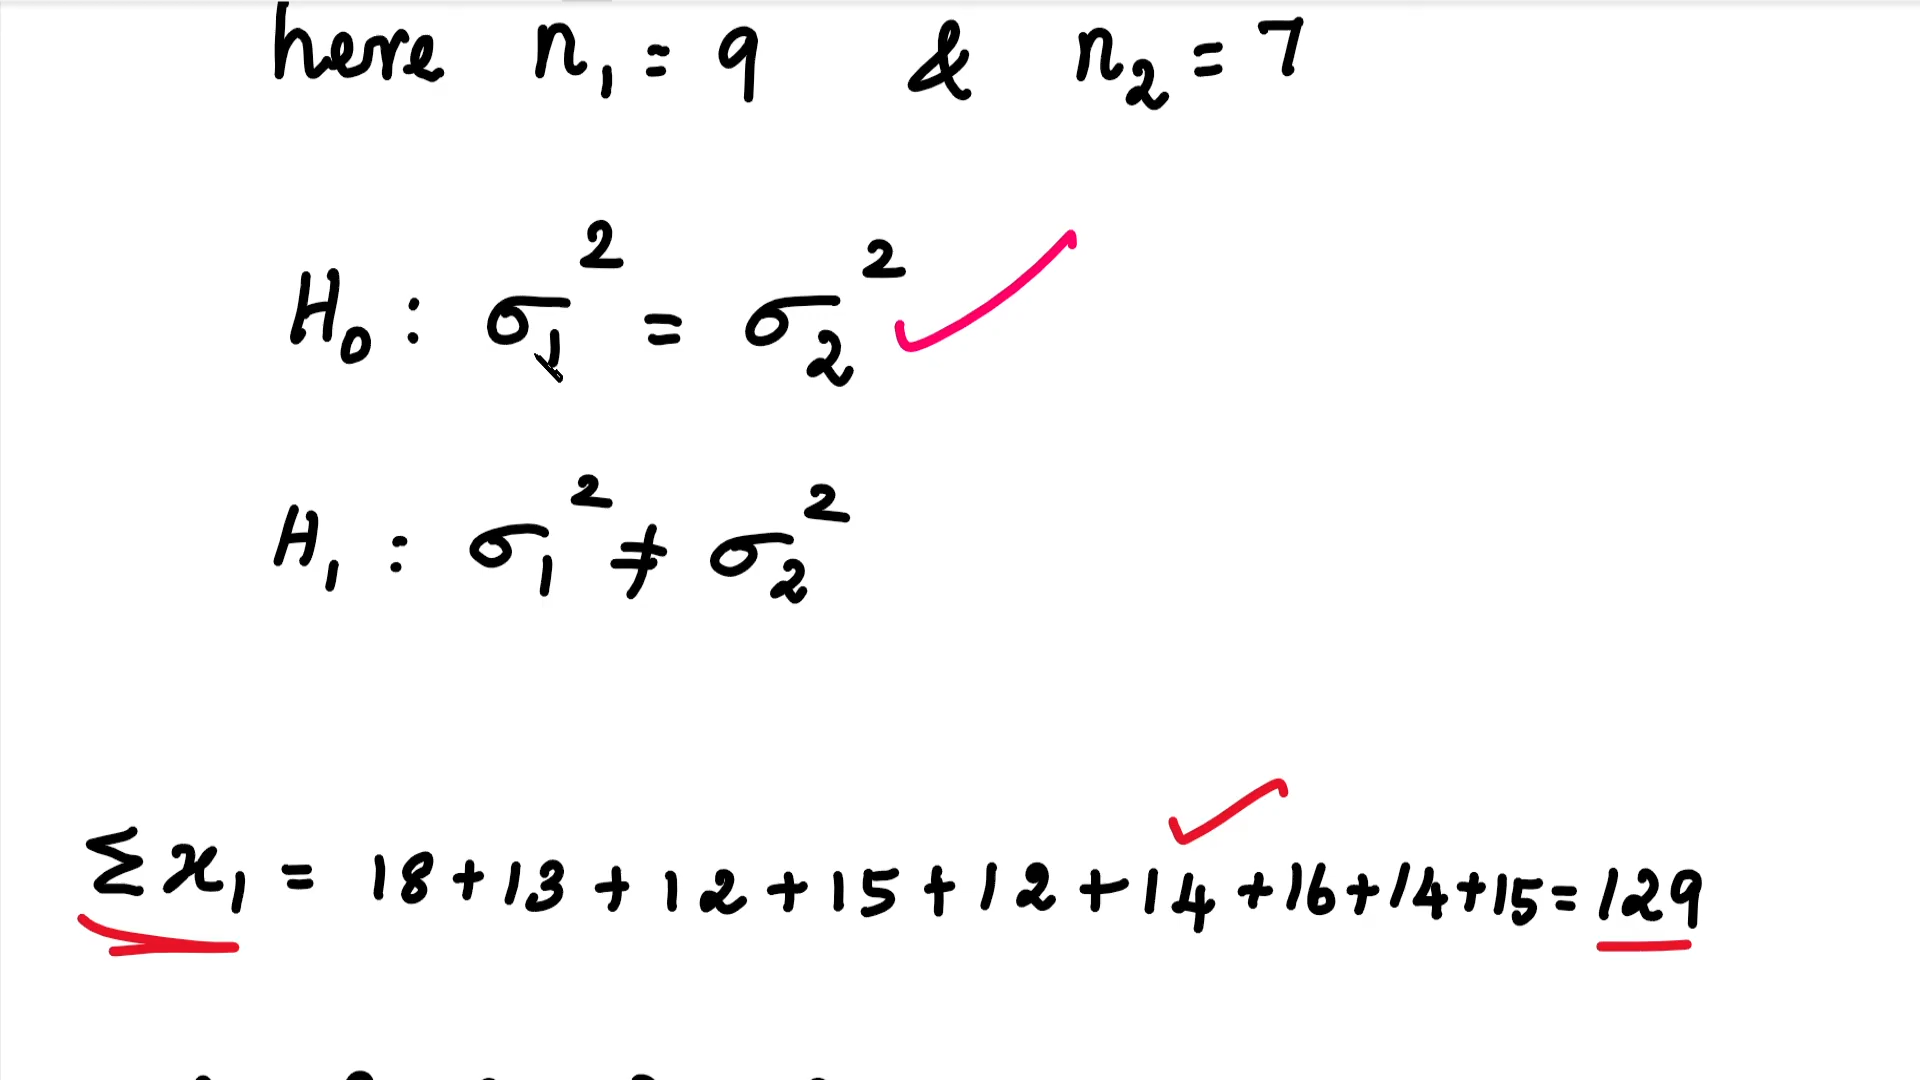 here n₁ = 9 & n₂ = 7
H₀ : σ₁² = σ₂²
H₁ : σ₁² ≠ σ₂²
Σx₁ = 18+13+12+15+12+14+16+14+15=129